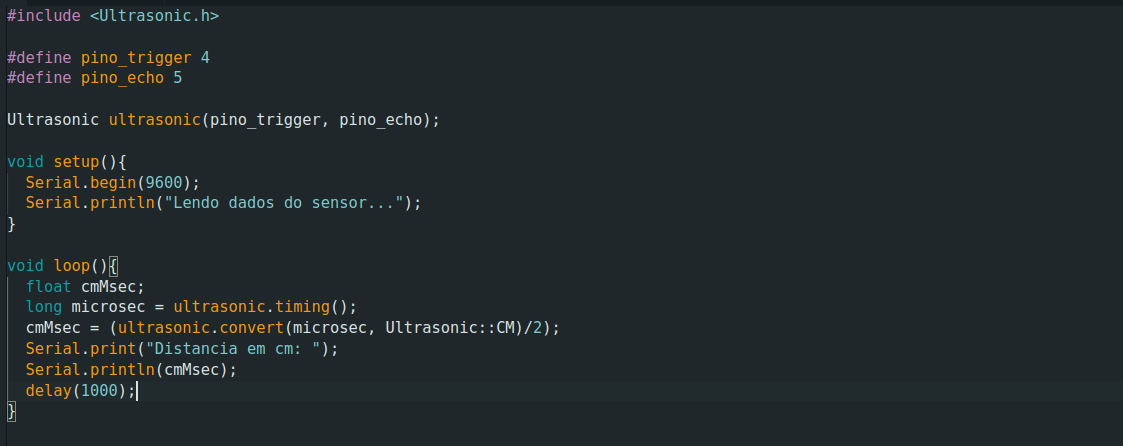 #include <Ultrasonic.h>
#define pino_trigger 4
#define pino_echo 5
Ultrasonic ultrasonic(pino_trigger, pino_echo);
void setup(){
  Serial.begin(9600);
  Serial.println("Lendo dados do sensor...");
}
void loop(){
  float cmMsec;
  long microsec = ultrasonic.timing();
  cmMsec = (ultrasonic.convert(microsec, Ultrasonic::CM)/2);
  Serial.print("Distancia em cm: ");
  Serial.println(cmMsec);
  delay(1000);
}